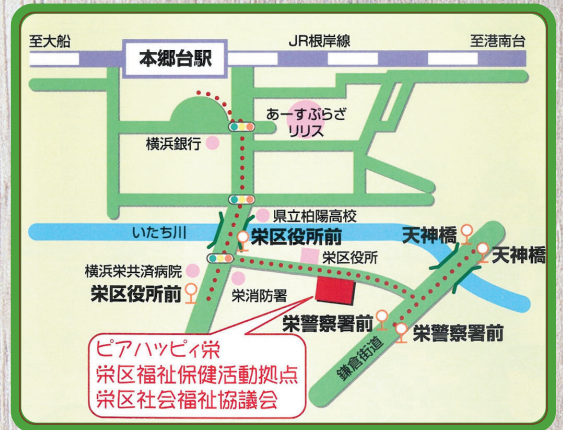 至大船
JR根岸線
至港南台
本郷台駅
あーすぷらざ
リリス
横浜銀行
県立柏陽高校
いたち川
栄区役所前
天神橋
天神橋
栄区役所
横浜栄共済病院
栄区役所前
栄消防署
栄警察署前
栄警察署前
鎌倉街道
ピアハッピィ栄
栄区福祉保健活動拠点
栄区社会福祉協議会